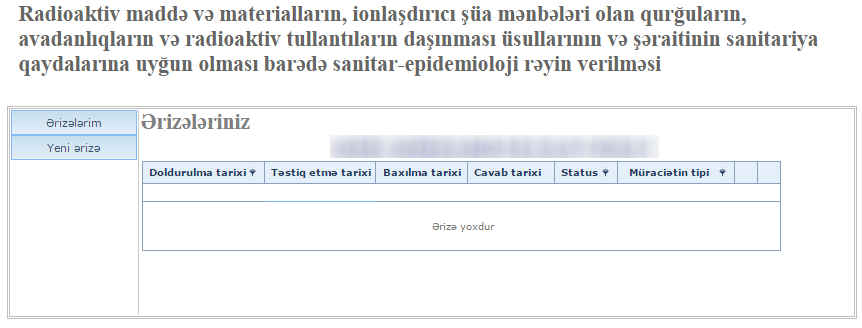 Radioaktiv maddə və materialların, ionlaşdırıcı şüa mənbələri olan qurğuların,
avadanlıqların və radioaktiv tullantıların daşınması üsullarının və şəraitinin sanitariya
qaydalarına uyğun olması barədə sanitar-epidemioloji rəyin verilməsi
Ərizələrim
Yeni ərizə
Ərizələriniz
Doldurulma tarixi Təstiq etmə tarixi Baxılma tarixi Cavab tarixi Status Müraciətin tipi
Ərizə yoxdur